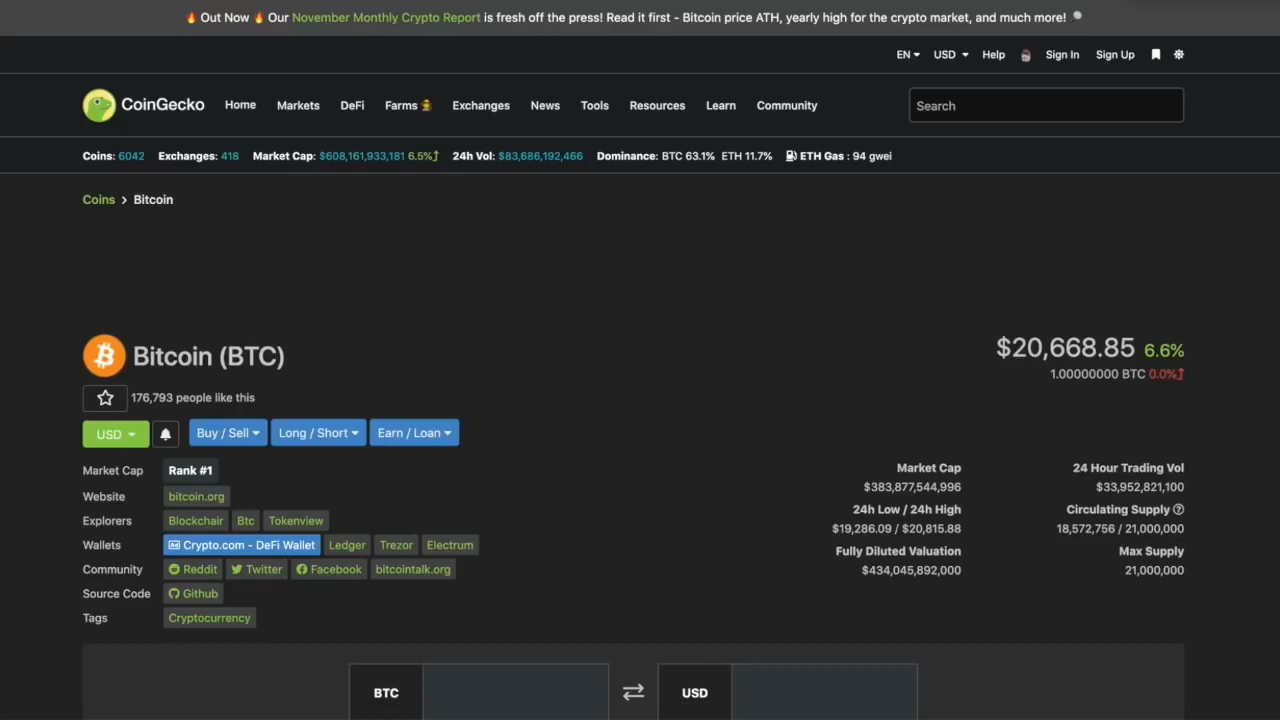 Out Now Our November Monthly Crypto Report is fresh off the press! Read it first - Bitcoin price ATH, yearly high for the crypto market, and much more!
EN USD Help Sign In Sign Up
CoinGecko Home Markets DeFi Farms Exchanges News Tools Resources Learn Community Search
Coins: 6042 Exchanges: 418 Market Cap: $608,161,933,181 6.5% 24h Vol: $83,686,192,466 Dominance: BTC 63.1% ETH 11.7% ETH Gas : 94 gwei
Coins > Bitcoin
Bitcoin (BTC)
$20,668.85 6.6%
1.00000000 BTC 0.0%
176,793 people like this
USD Buy / Sell Long / Short Earn / Loan
Market Cap Rank #1
Website bitcoin.org
Explorers Blockchair Btc Tokenview
Wallets Crypto.com - DeFi Wallet Ledger Trezor Electrum
Community Reddit Twitter Facebook bitcointalk.org
Source Code Github
Tags Cryptocurrency
Market Cap 24 Hour Trading Vol
$383,877,544,996 $33,952,821,100
24h Low / 24h High Circulating Supply
$19,286.09 / $20,815.88 18,572,756 / 21,000,000
Fully Diluted Valuation Max Supply
$434,045,892,000 21,000,000
BTC USD